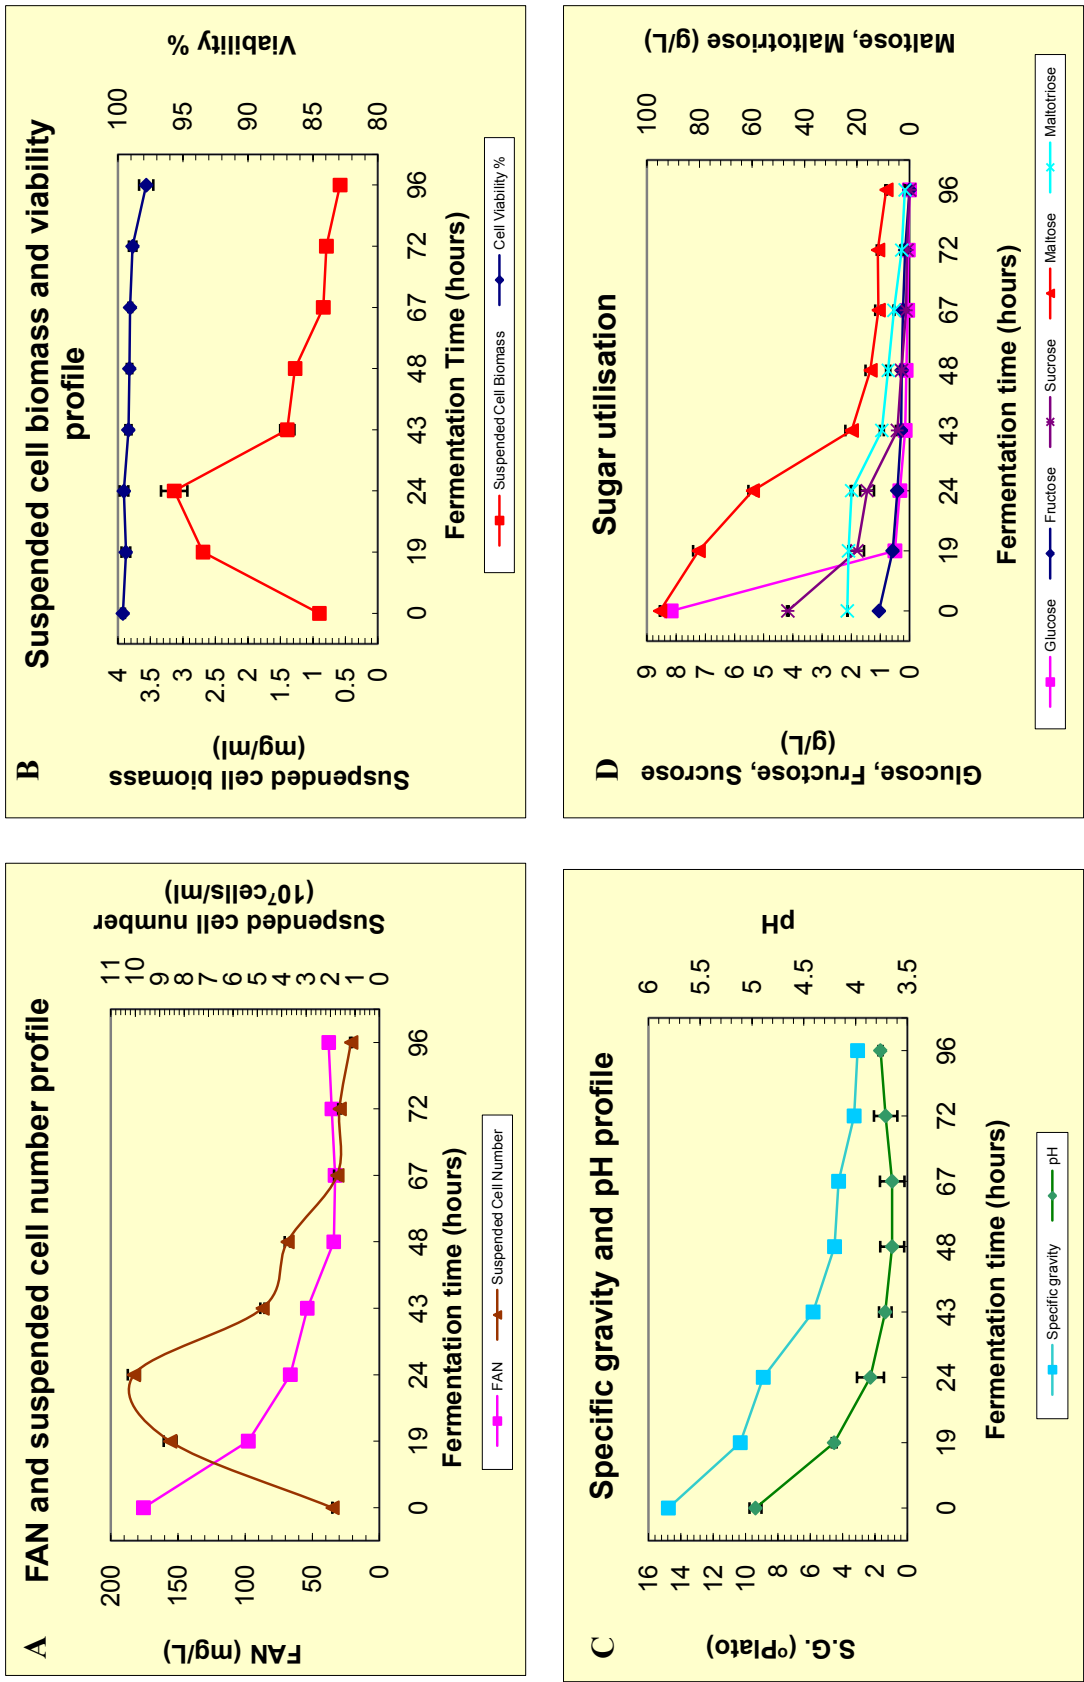 A
FAN and suspended cell number profile
FAN (mg/L)
200
150
100
50
0
Suspended cell number
(10⁷cells/ml)
11
10
9
8
7
6
5
4
3
2
1
0
0 19 24 43 48 67 72 96
Fermentation time (hours)
FAN Suspended Cell Number
B
Suspended cell biomass and viability
profile
Suspended cell biomass
(mg/ml)
4
3.5
3
2.5
2
1.5
1
0.5
0
Viability %
100
95
90
85
80
0 19 24 43 48 67 72 96
Fermentation Time (hours)
Suspended Cell Biomass Cell Viability %
C
Specific gravity and pH profile
S.G. (ºPlato)
16
14
12
10
8
6
4
2
0
pH
6
5.5
5
4.5
4
3.5
0 19 24 43 48 67 72 96
Fermentation time (hours)
Specific gravity pH
D
Sugar utilisation
Glucose, Fructose, Sucrose
(g/L)
9
8
7
6
5
4
3
2
1
0
Maltose, Maltotriose (g/L)
100
80
60
40
20
0
0 19 24 43 48 67 72 96
Fermentation time (hours)
Glucose Fructose Sucrose Maltose Maltotriose